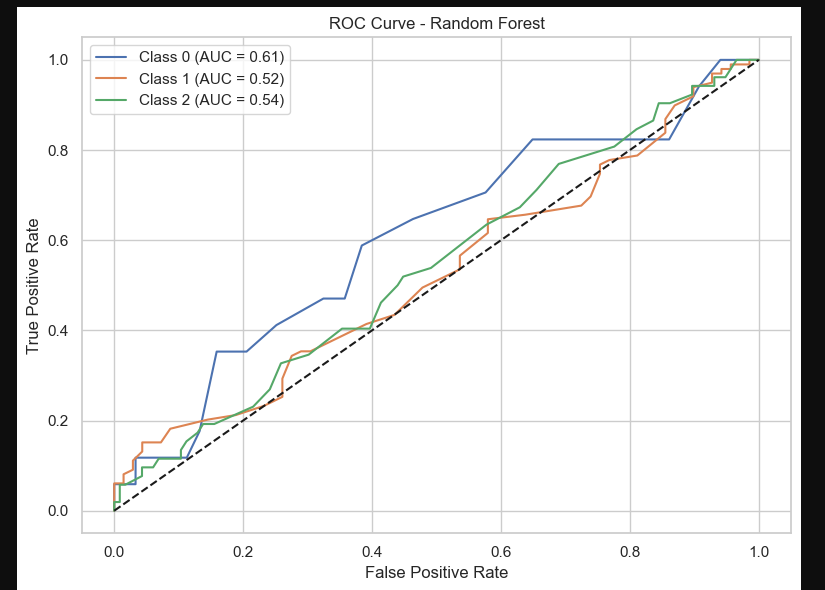 ROC Curve - Random Forest
Class 0 (AUC = 0.61)
Class 1 (AUC = 0.52)
Class 2 (AUC = 0.54)
True Positive Rate
1.0
0.8
0.6
0.4
0.2
0.0
0.0 0.2 0.4 0.6 0.8 1.0
False Positive Rate